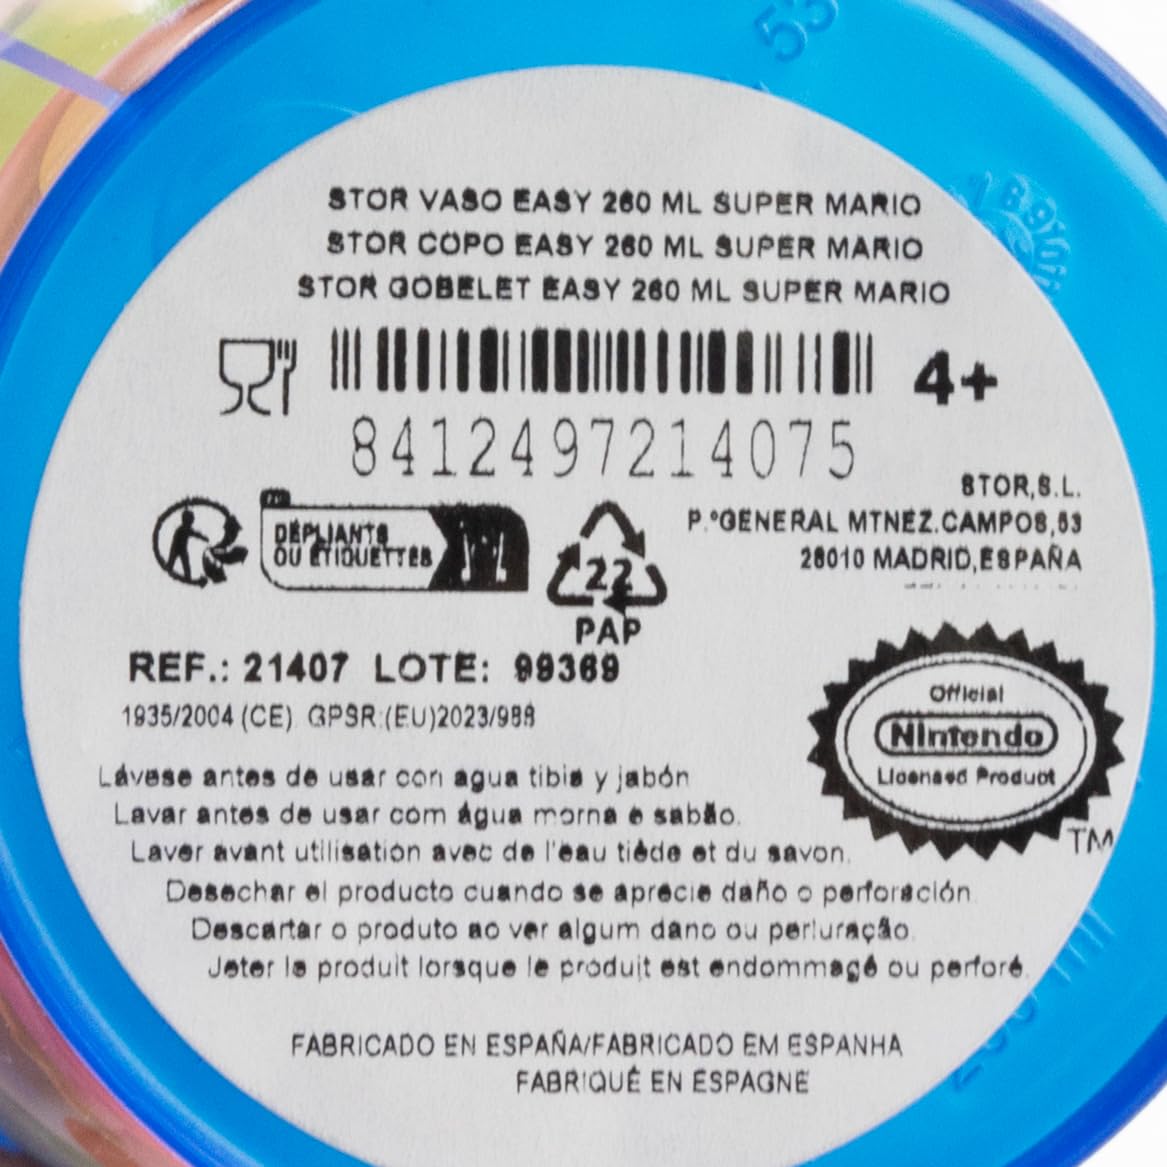 53
STOR VASO EASY 260 ML SUPER MARIO
STOR COPO EASY 260 ML SUPER MARIO
STOR GOBELET EASY 260 ML SUPER MARIO
4+
8412497214075
STOR,S.L.
P.ºGENERAL MTNEZ.CAMPOS,53
28010 MADRID,ESPAÑA
DÉPLIANTS
OU ÉTIQUETTES
22
PAP
REF.: 21407 LOTE: 99369
1935/2004 (CE) GPSR:(EU)2023/988
Official
Nintendo
Licensed Product
TM
Lávese antes de usar con agua tibia y jabón
Lavar antes de usar com água morna e sabão.
Laver avant utilisation avec de l'eau tiède et du savon.
Desechar el producto cuando se aprecie daño o perforación.
Descartar o produto ao ver algum dano ou perfuração.
Jeter le produit lorsque le produit est endommagé ou perforé.
FABRICADO EN ESPAÑA/FABRICADO EM ESPANHA
FABRIQUÉ EN ESPAGNE